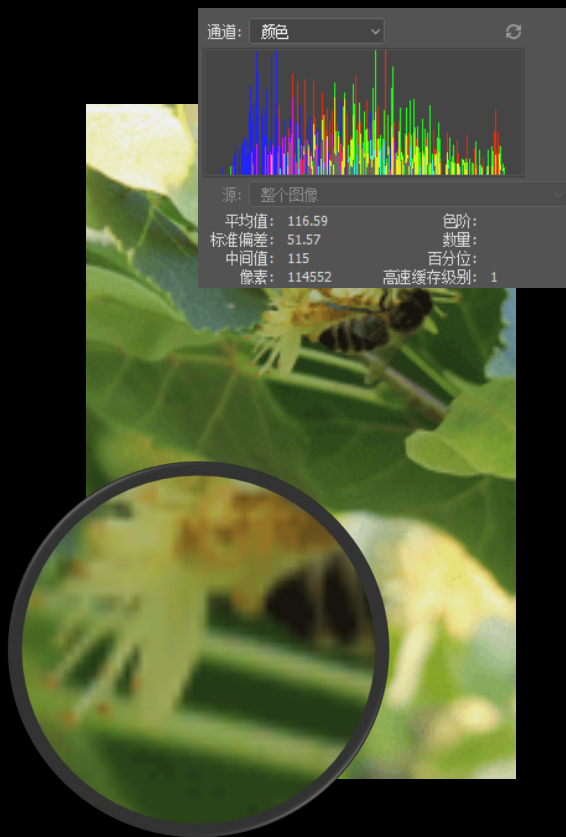 通道: 颜色
源: 整个图像
平均值: 116.59 色阶:
标准偏差: 51.57 数量:
中间值: 115 百分位:
像素: 114552 高速缓存级别: 1